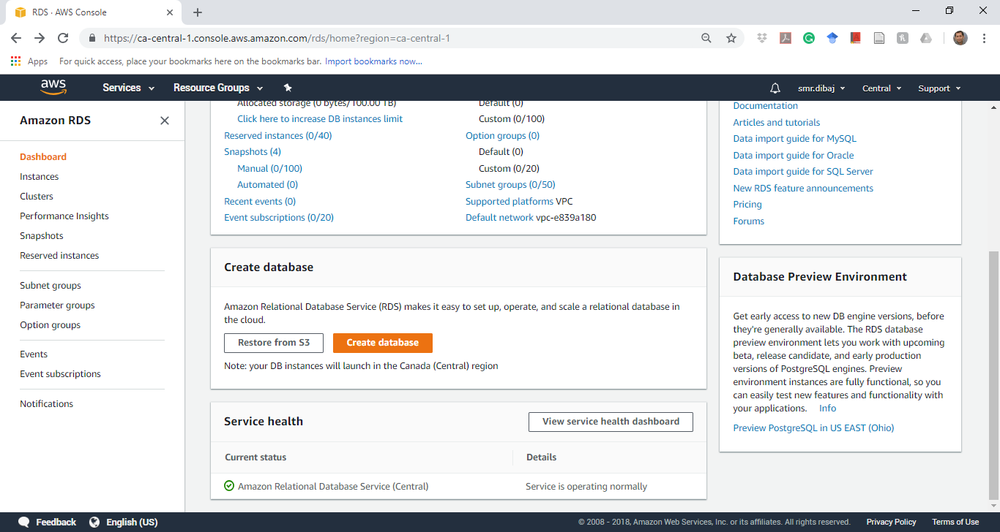 RDS · AWS Console
https://ca-central-1.console.aws.amazon.com/rds/home?region=ca-central-1
Apps
For quick access, place your bookmarks here on the bookmarks bar. Import bookmarks now...
aws
Services
Resource Groups
smr.dibaj
Central
Support
Amazon RDS
Dashboard
Instances
Clusters
Performance Insights
Snapshots
Reserved instances
Subnet groups
Parameter groups
Option groups
Events
Event subscriptions
Notifications
Allocated storage (0 bytes/100.00 TB)
Click here to increase DB instances limit
Reserved instances (0/40)
Snapshots (4)
Manual (0/100)
Automated (0)
Recent events (0)
Event subscriptions (0/20)
Default (0)
Custom (0/100)
Option groups (0)
Default (0)
Custom (0/20)
Subnet groups (0/50)
Supported platforms VPC
Default network vpc-e839a180
Create database
Amazon Relational Database Service (RDS) makes it easy to set up, operate, and scale a relational database in
the cloud.
Restore from S3
Create database
Note: your DB instances will launch in the Canada (Central) region
Service health
View service health dashboard
Current status
Details
Amazon Relational Database Service (Central)
Service is operating normally
Documentation
Articles and tutorials
Data import guide for MySQL
Data import guide for Oracle
Data import guide for SQL Server
New RDS feature announcements
Pricing
Forums
Database Preview Environment
Get early access to new DB engine versions, before
they're generally available. The RDS database
preview environment lets you work with upcoming
beta, release candidate, and early production
versions of PostgreSQL engines. Preview
environment instances are fully functional, so you
can easily test new features and functionality with
your applications. Info
Preview PostgreSQL in US EAST (Ohio)
Feedback
English (US)
© 2008 - 2018, Amazon Web Services, Inc. or its affiliates. All rights reserved.
Privacy Policy
Terms of Use